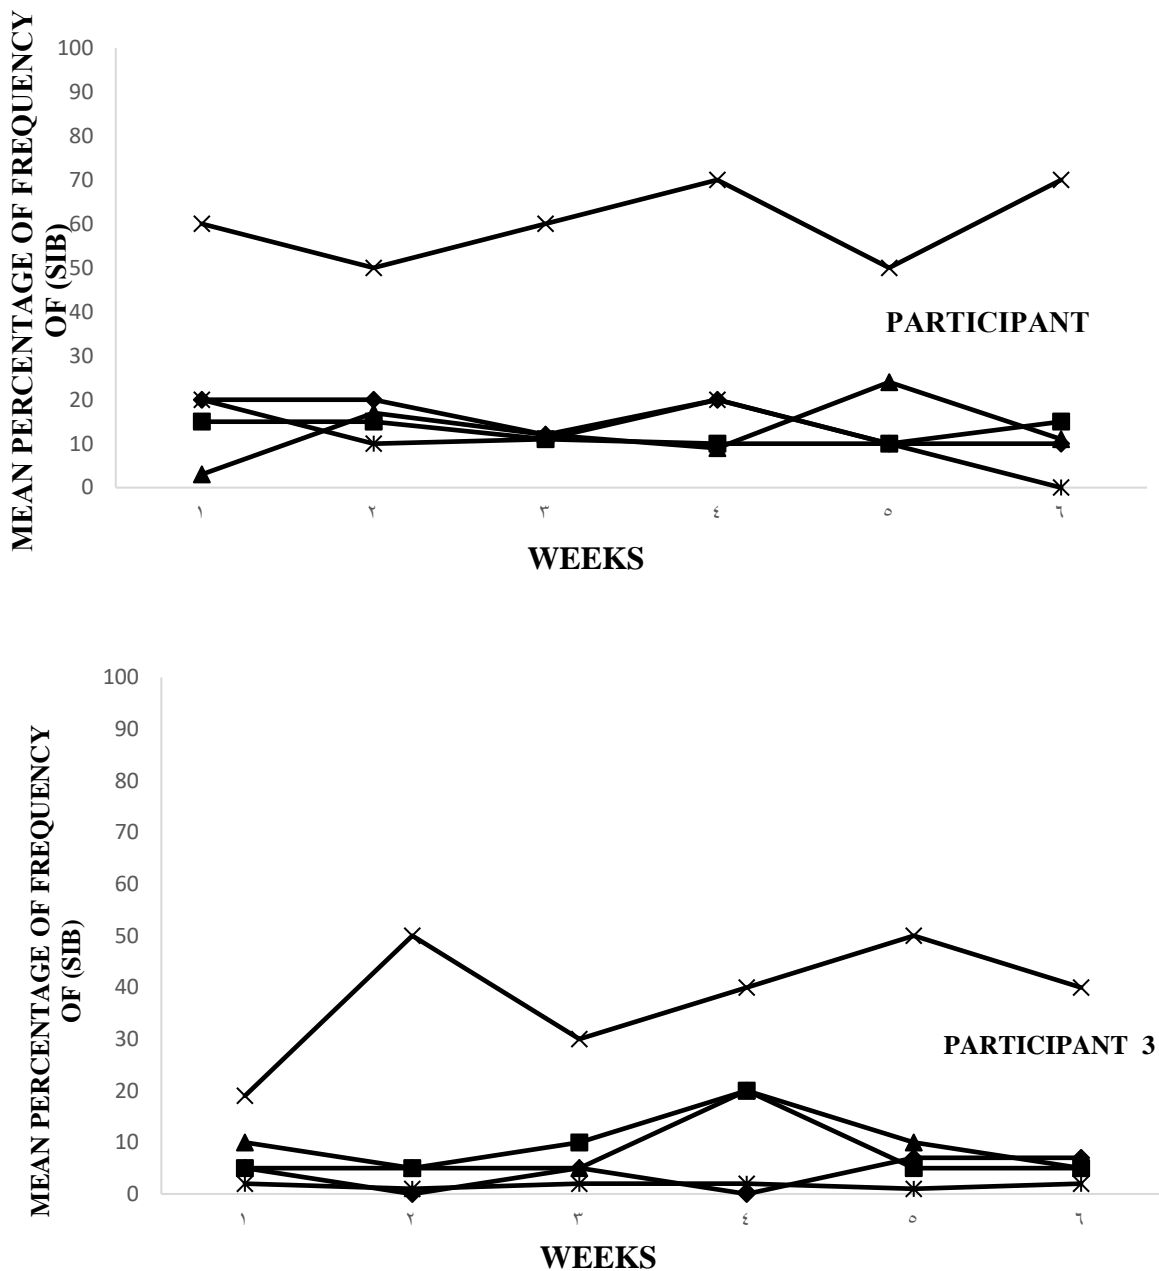 MEAN PERCENTAGE OF FREQUENCY
OF (SIB)
100
90
80
70
60
50
40
30
20
10
0
PARTICIPANT
١ ٢ ٣ ٤ ٥ ٦
WEEKS
MEAN PERCENTAGE OF FREQUENCY
OF (SIB)
100
90
80
70
60
50
40
30
20
10
0
PARTICIPANT 3
١ ٢ ٣ ٤ ٥ ٦
WEEKS